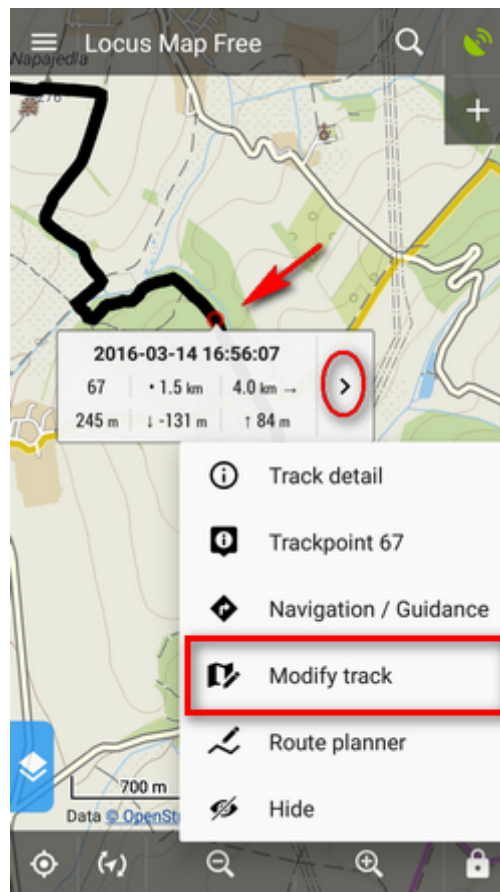 Locus Map Free
Napajedla
276
2016-03-14 16:56:07
67 • 1.5 km 4.0 km →
245 m ↓ -131 m ↑ 84 m
Track detail
Trackpoint 67
Navigation / Guidance
Modify track
Route planner
Hide
700 m
Data © OpenSt